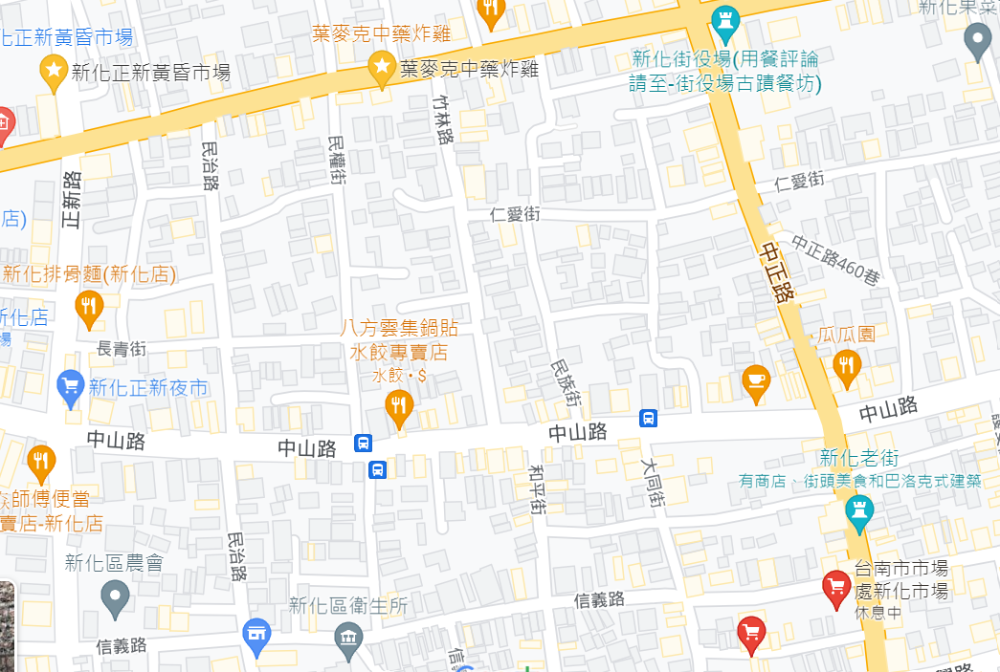 新化果菜
化正新黃昏市場
葉麥克中藥炸雞
新化正新黃昏市場
葉麥克中藥炸雞
新化街役場(用餐評論
請至-街役場古蹟餐坊)
竹林路
民權街
民治路
正新路
仁愛街
仁愛街
店)
中正路460巷
中正路
新化排骨麵(新化店)
新化店
場
長青街
八方雲集鍋貼
水餃專賣店
水餃•$
瓜瓜園
新化正新夜市
民族街
中山路
中山路
中山路
中山路
新化老街
有商店、街頭美食和巴洛克式建築
大同街
和平街
師傅便當
賣店-新化店
民治路
新化區農會
台南市市場
處新化市場
休息中
新化區衛生所
信義路
信義路
信